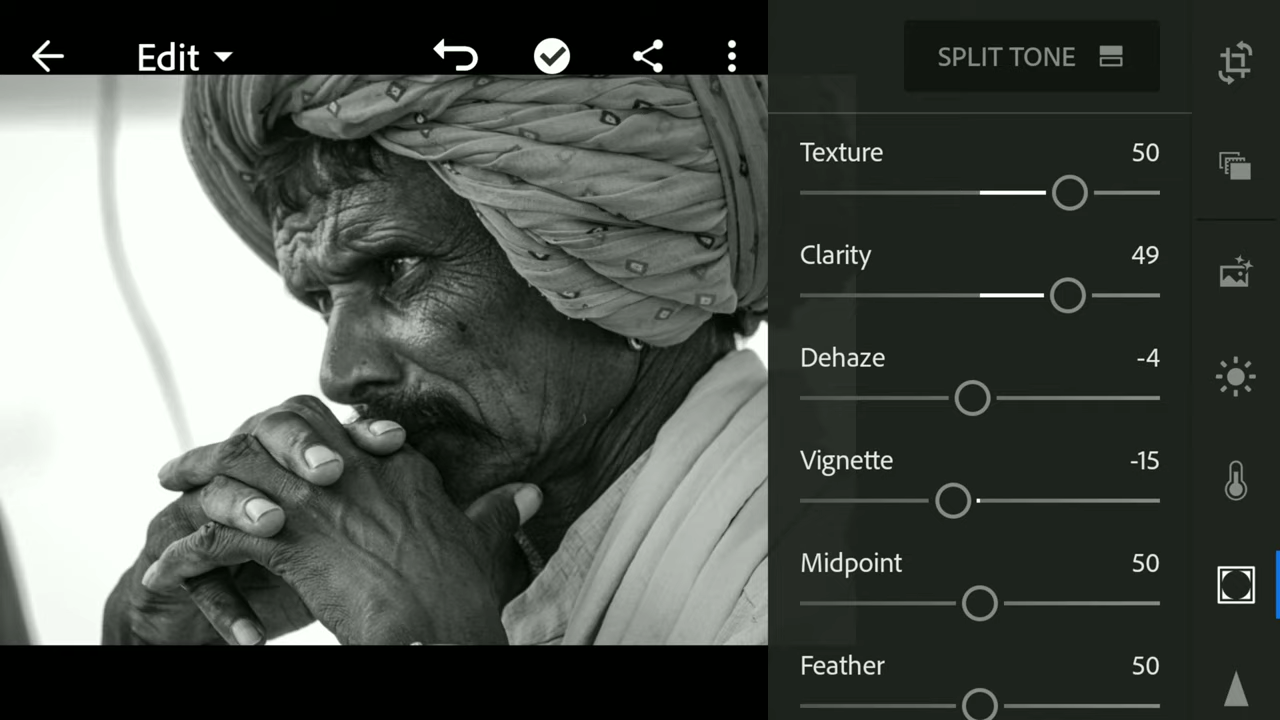 Edit
SPLIT TONE
Texture 50
Clarity 49
Dehaze -4
Vignette -15
Midpoint 50
Feather 50